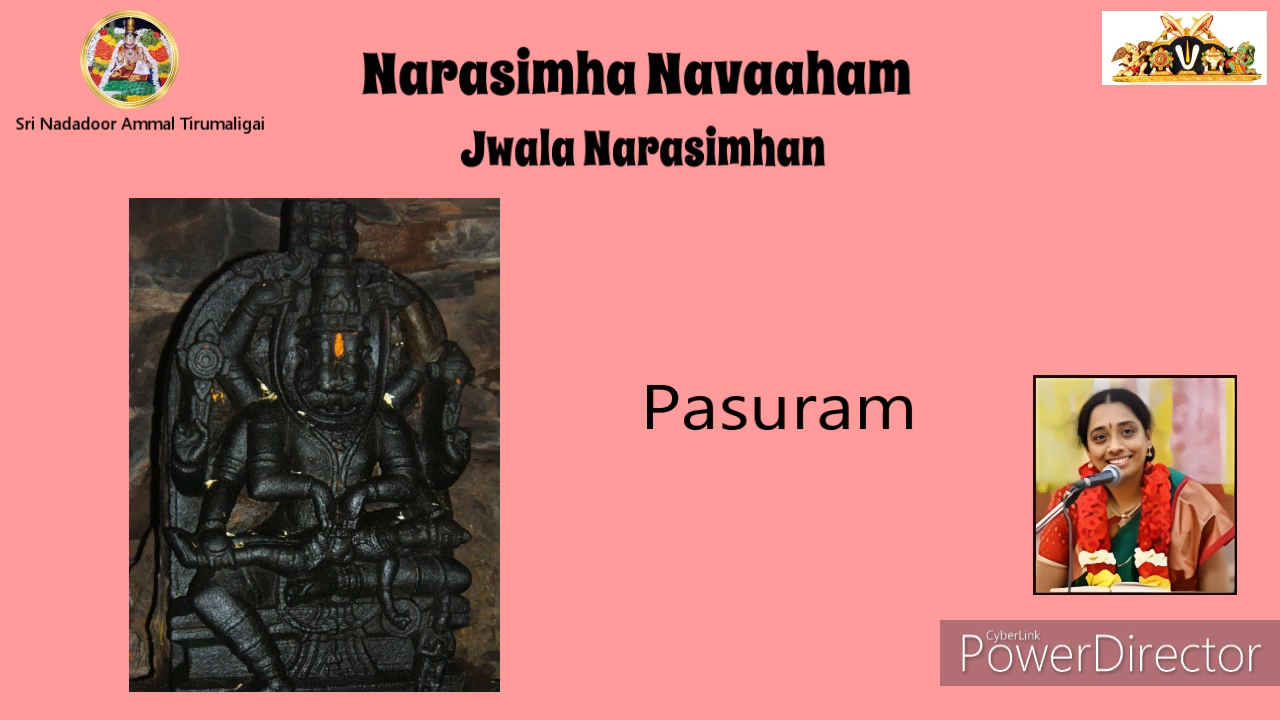 Narasimha Navaaham
Jwala Narasimhan
Sri Nadadoor Ammal Tirumaligai
Pasuram
CyberLink
PowerDirector